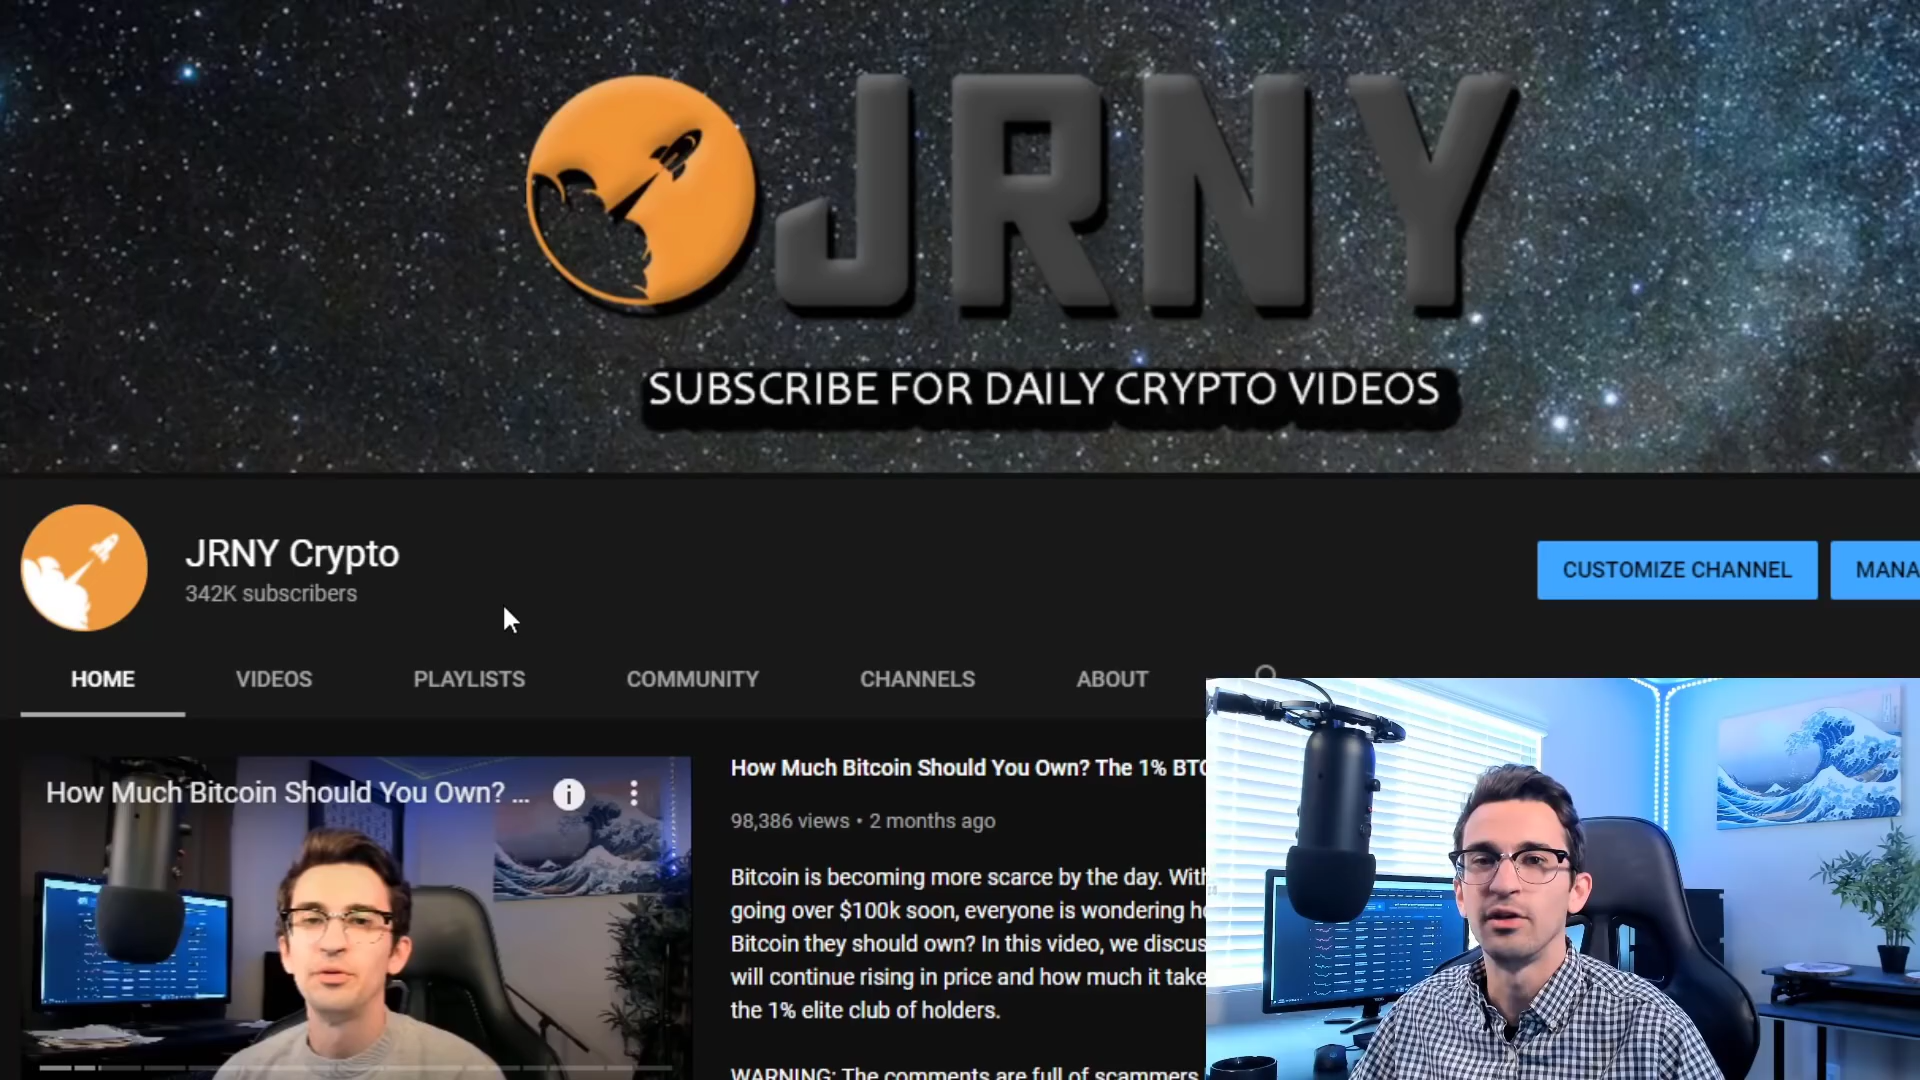 JRNY
SUBSCRIBE FOR DAILY CRYPTO VIDEOS
JRNY Crypto
342K subscribers
CUSTOMIZE CHANNEL
MANA
HOME
VIDEOS
PLAYLISTS
COMMUNITY
CHANNELS
ABOUT
How Much Bitcoin Should You Own? ...
How Much Bitcoin Should You Own? The 1% BTC
98,386 views • 2 months ago
Bitcoin is becoming more scarce by the day. With
going over $100k soon, everyone is wondering h
Bitcoin they should own? In this video, we discus
will continue rising in price and how much it take
the 1% elite club of holders.
WARNING: The comments are full of scammers